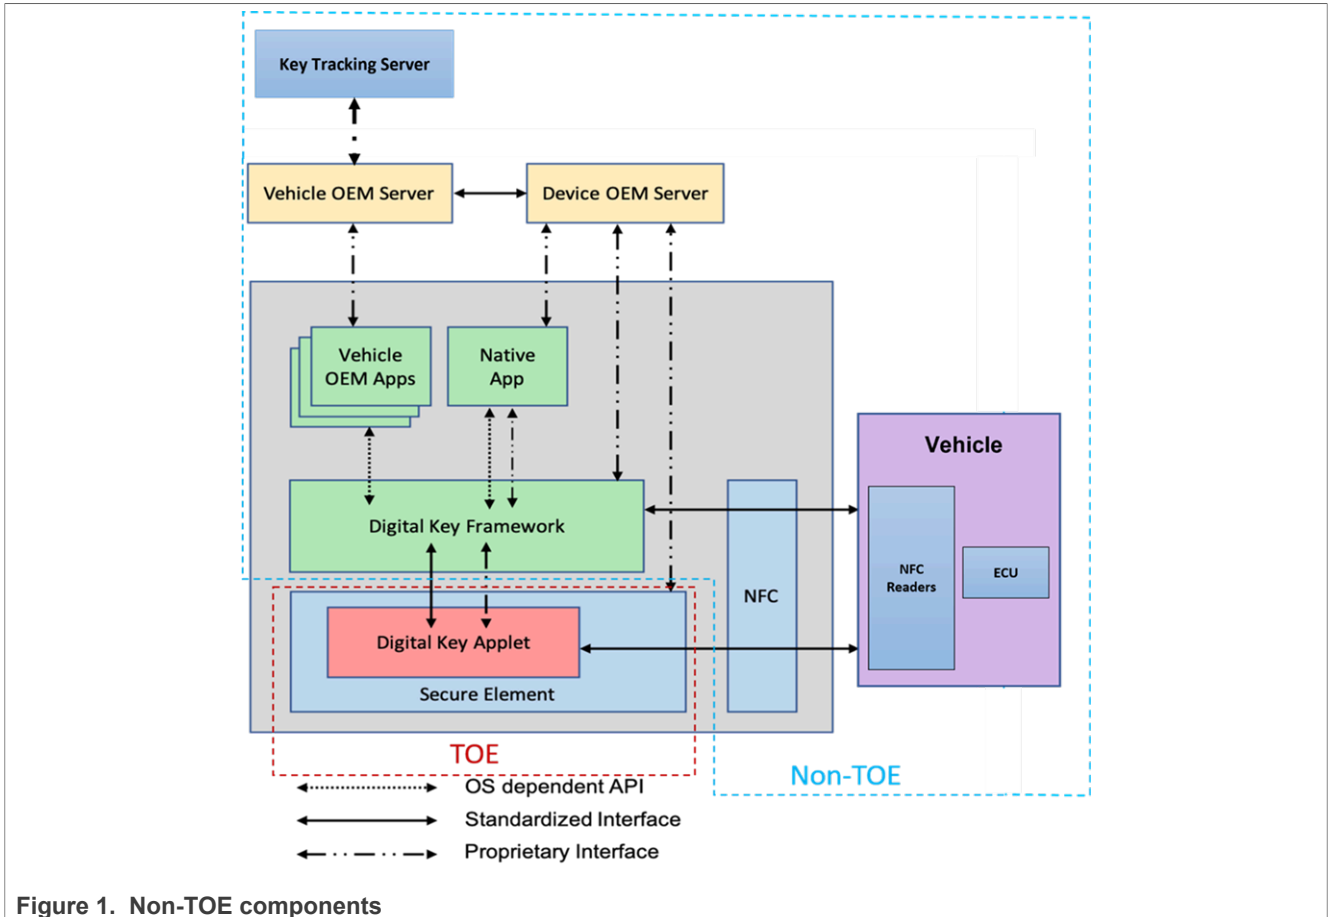 Key Tracking Server
Vehicle OEM Server
Device OEM Server
Vehicle
OEM Apps
Native
App
Vehicle
Digital Key Framework
NFC
Readers
ECU
NFC
Digital Key Applet
Secure Element
TOE
Non-TOE
OS dependent API
Standardized Interface
Proprietary Interface
Figure 1. Non-TOE components